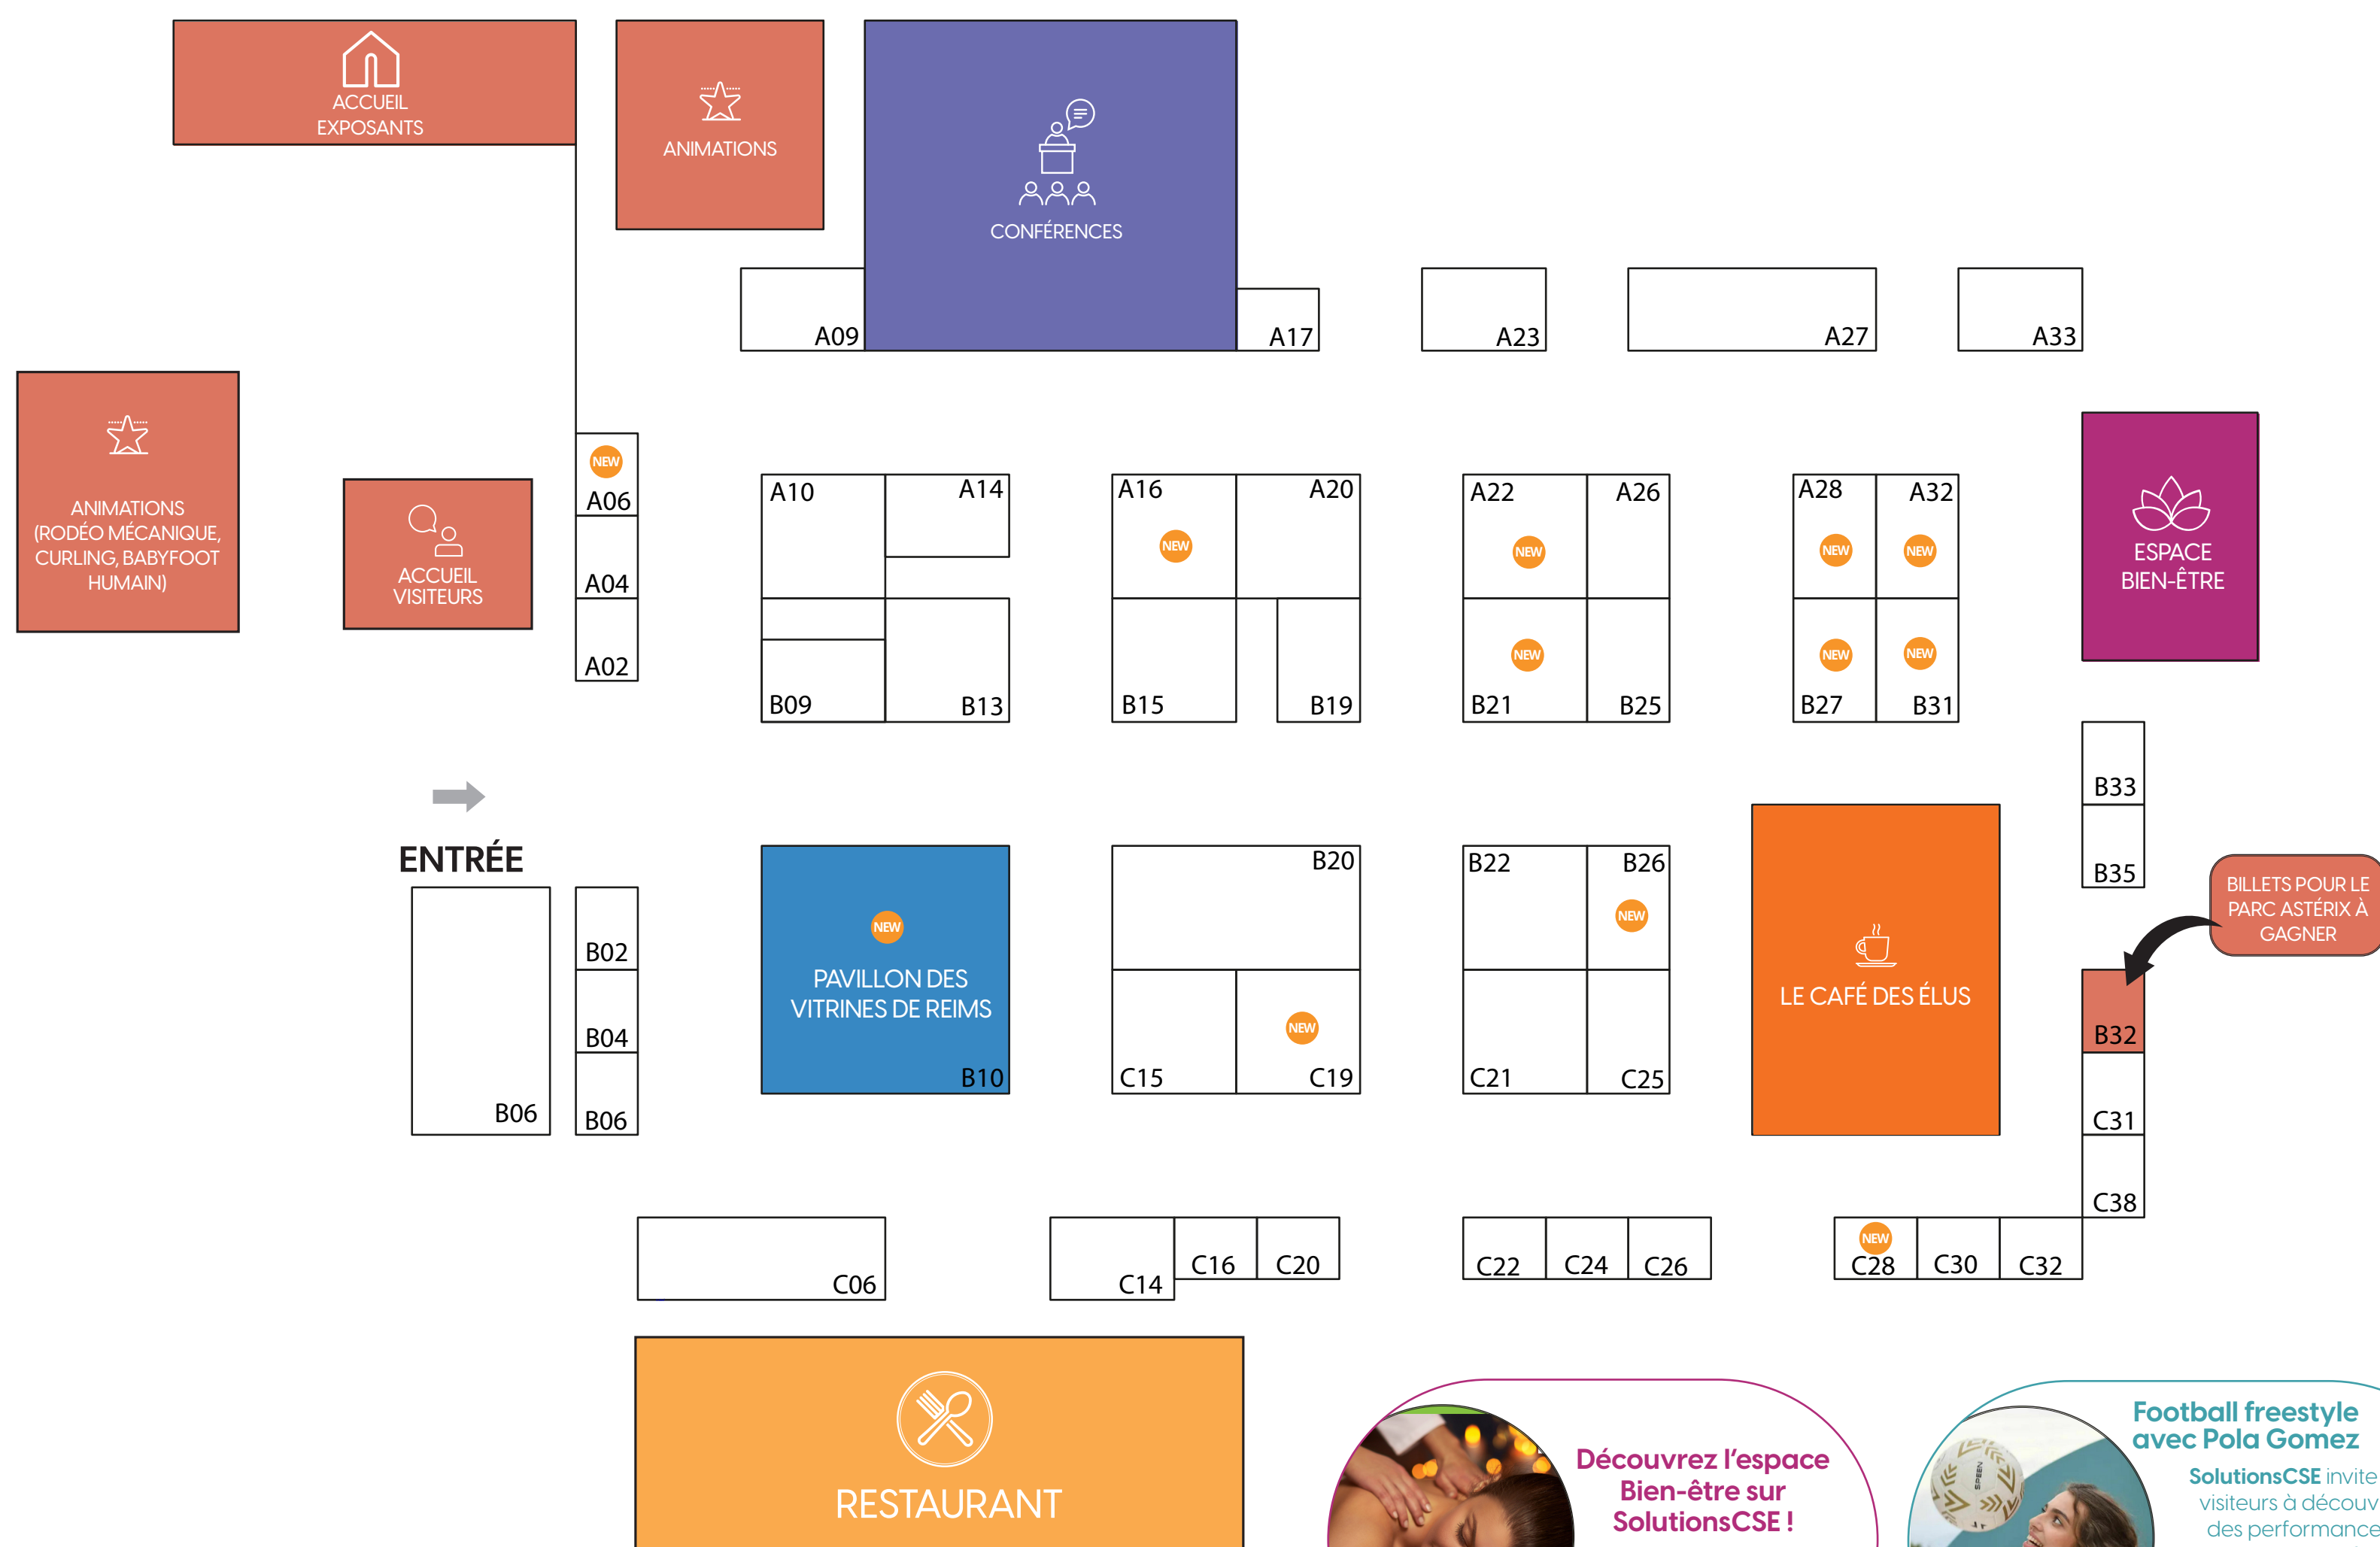 ACCUEIL
EXPOSANTS
ANIMATIONS
CONFÉRENCES
A09
A17
A23
A27
A33
ANIMATIONS
(RODÉO MÉCANIQUE,
CURLING, BABYFOOT
HUMAIN)
ACCUEIL
VISITEURS
NEW
A06
A04
A02
A10
A14
B09
B13
A16
A20
NEW
B15
B19
A22
A26
NEW
NEW
B21
B25
A28
A32
NEW
NEW
NEW
NEW
B27
B31
ESPACE
BIEN-ÊTRE
B33
B35
ENTRÉE
B06
B02
B04
B06
NEW
PAVILLON DES
VITRINES DE REIMS
B10
B20
C15
NEW
C19
B22
B26
NEW
C21
C25
LE CAFÉ DES ÉLUS
BILLETS POUR LE
PARC ASTÉRIX À
GAGNER
B32
C31
C38
C06
C14
C16
C20
C22
C24
C26
NEW
C28
C30
C32
RESTAURANT
Découvrez l'espace
Bien-être sur
SolutionsCSE !
Football freestyle
avec Pola Gomez
SPEEN
SolutionsCSE invite
visiteurs à découv
des performance